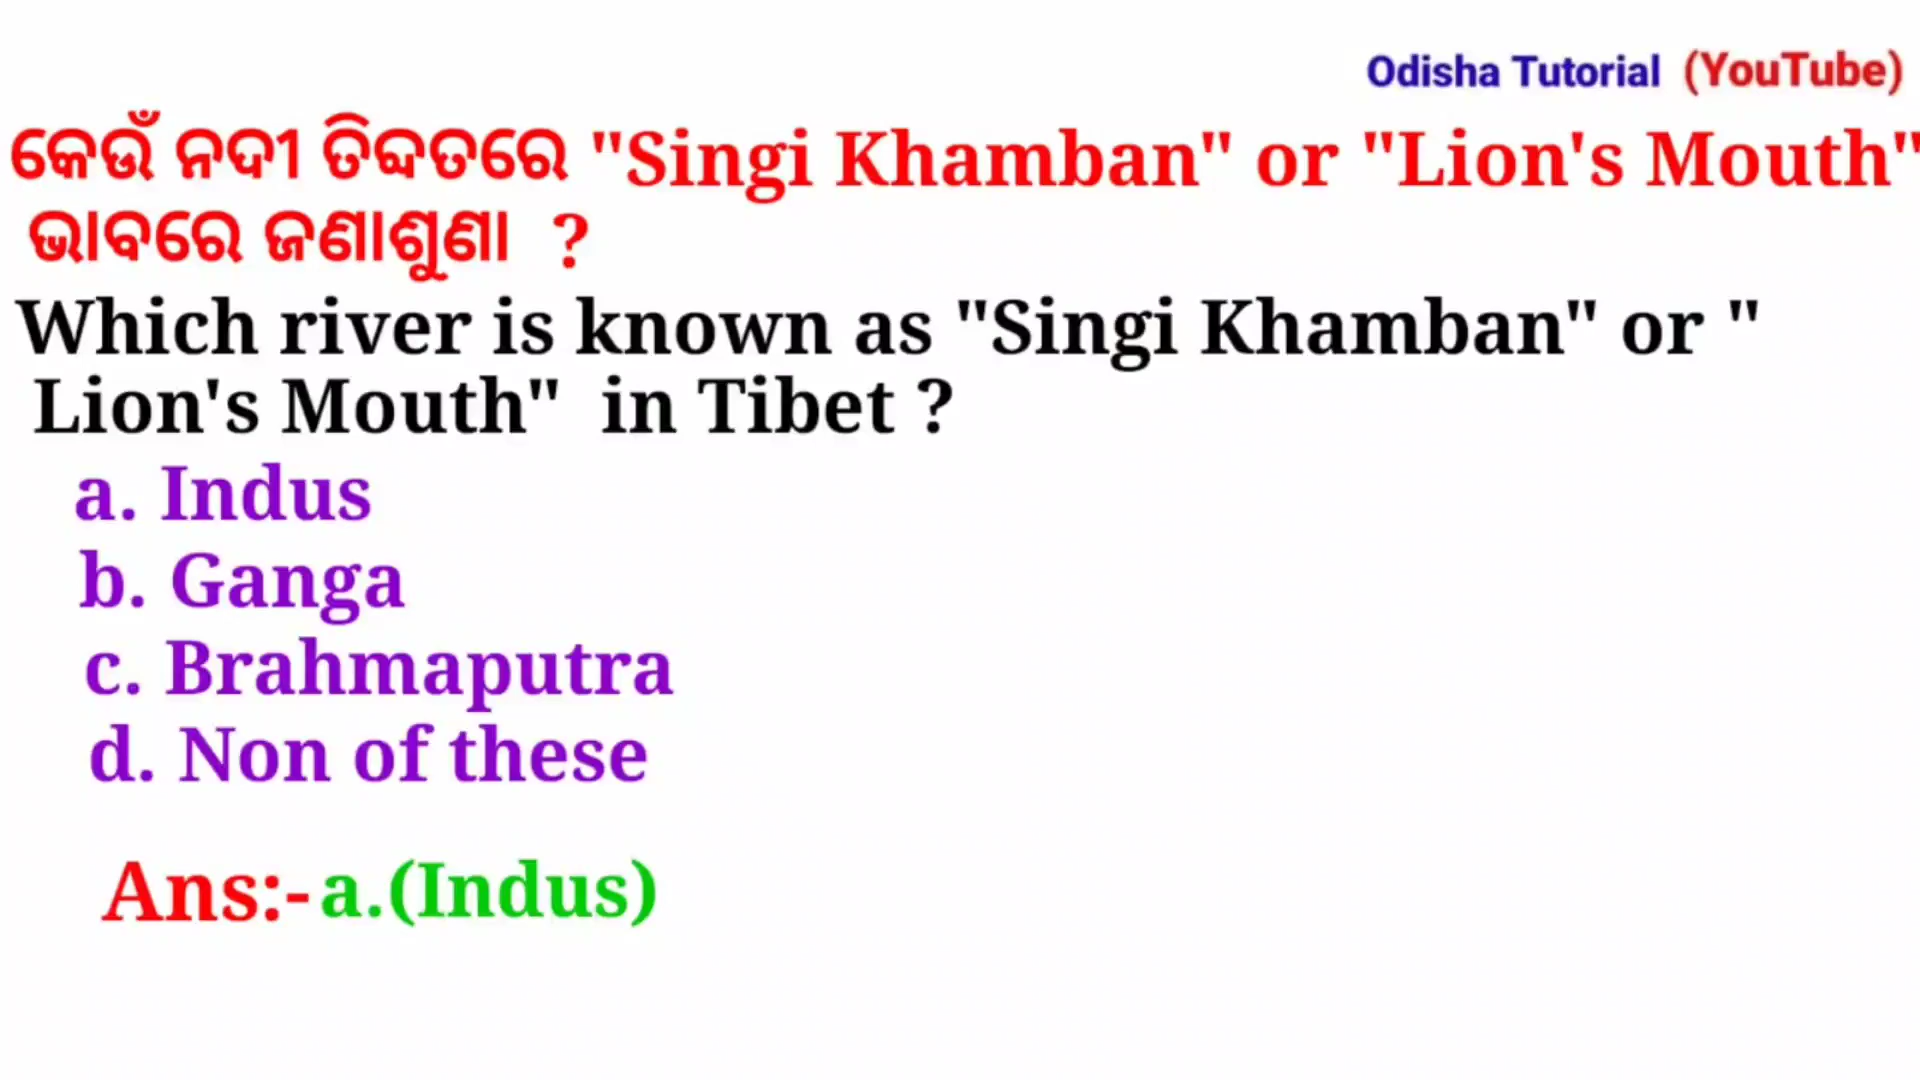 Odisha Tutorial (YouTube)
କେଉଁ ନଦୀ ତିବ୍ବତରେ "Singi Khamban" or "Lion's Mouth"
ଭାବରେ ଜଣାଶୁଣା ?
Which river is known as "Singi Khamban" or "
Lion's Mouth" in Tibet ?
a. Indus
b. Ganga
c. Brahmaputra
d. Non of these
Ans:- a.(Indus)